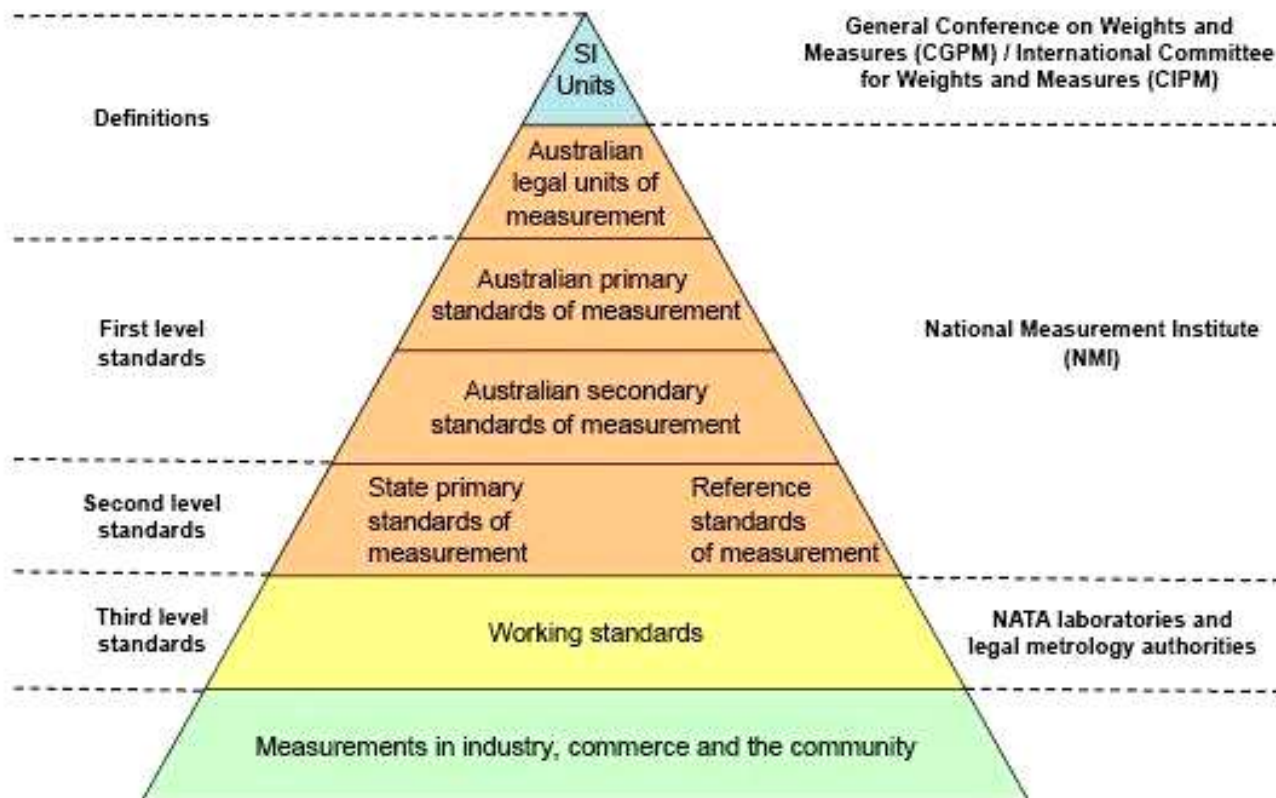 General Conference on Weights and
Measures (CGPM) / International Committee
for Weights and Measures (CIPM)
SI
Units
Definitions
Australian
legal units of
measurement
Australian primary
standards of measurement
First level
standards
National Measurement Institute
(NMI)
Australian secondary
standards of measurement
Second level
standards
State primary
standards of
measurement
Reference
standards
of measurement
Third level
standards
Working standards
NATA laboratories and
legal metrology authorities
Measurements in industry, commerce and the community